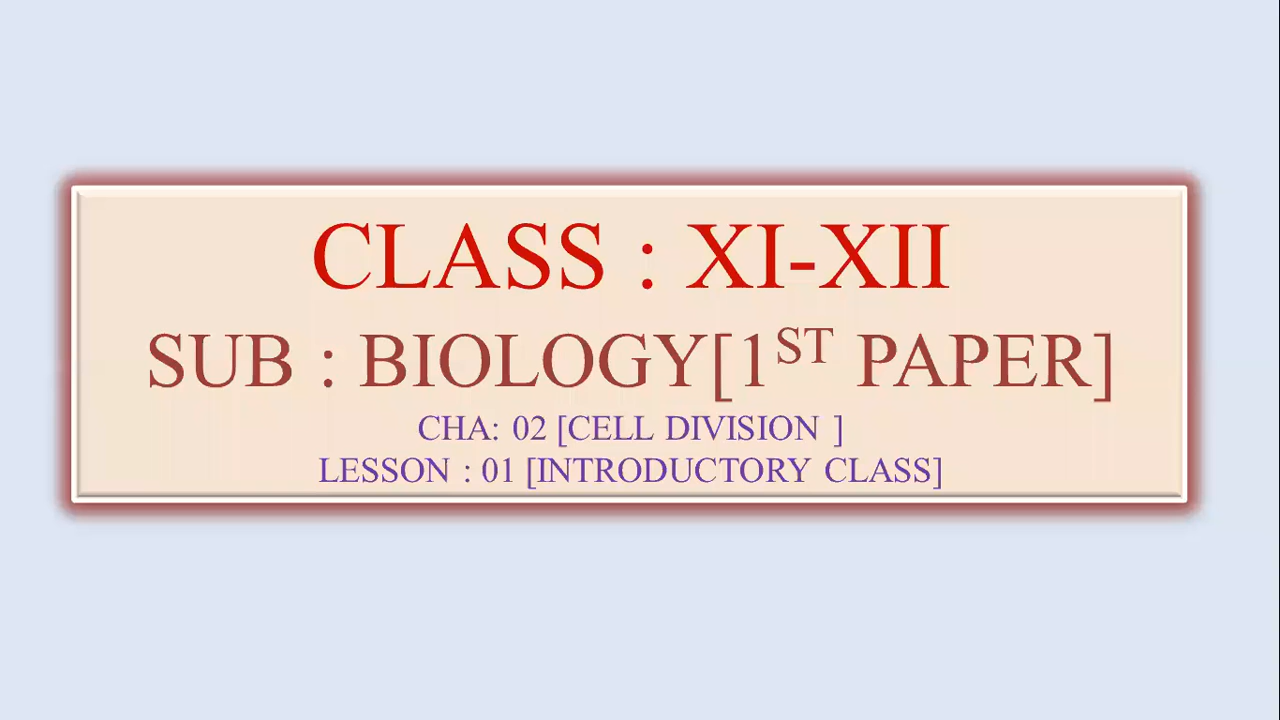 CLASS : XI-XII
SUB : BIOLOGY[1ST PAPER]
CHA: 02 [CELL DIVISION ]
LESSON : 01 [INTRODUCTORY CLASS]